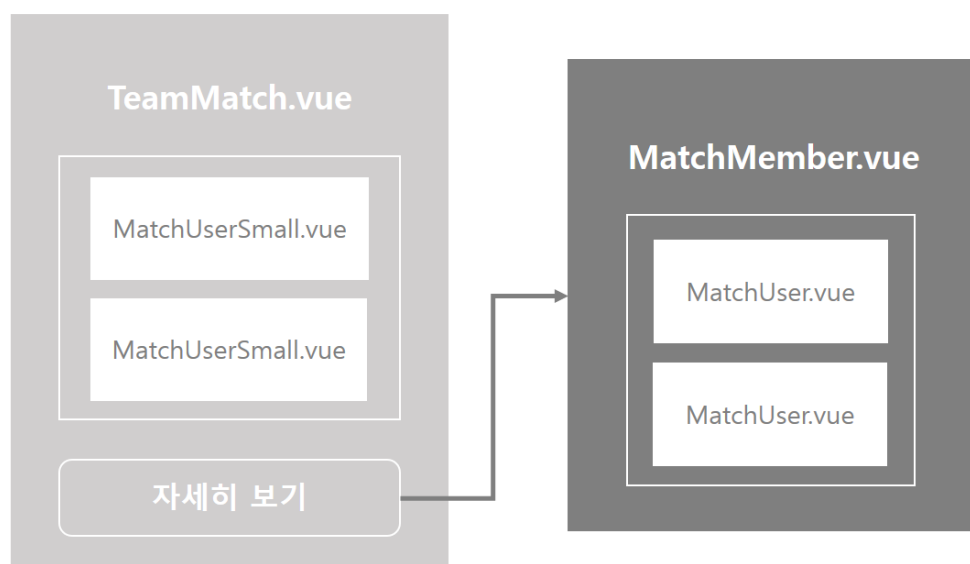 TeamMatch.vue
MatchUserSmall.vue
MatchUserSmall.vue
자세히 보기
MatchMember.vue
MatchUser.vue
MatchUser.vue